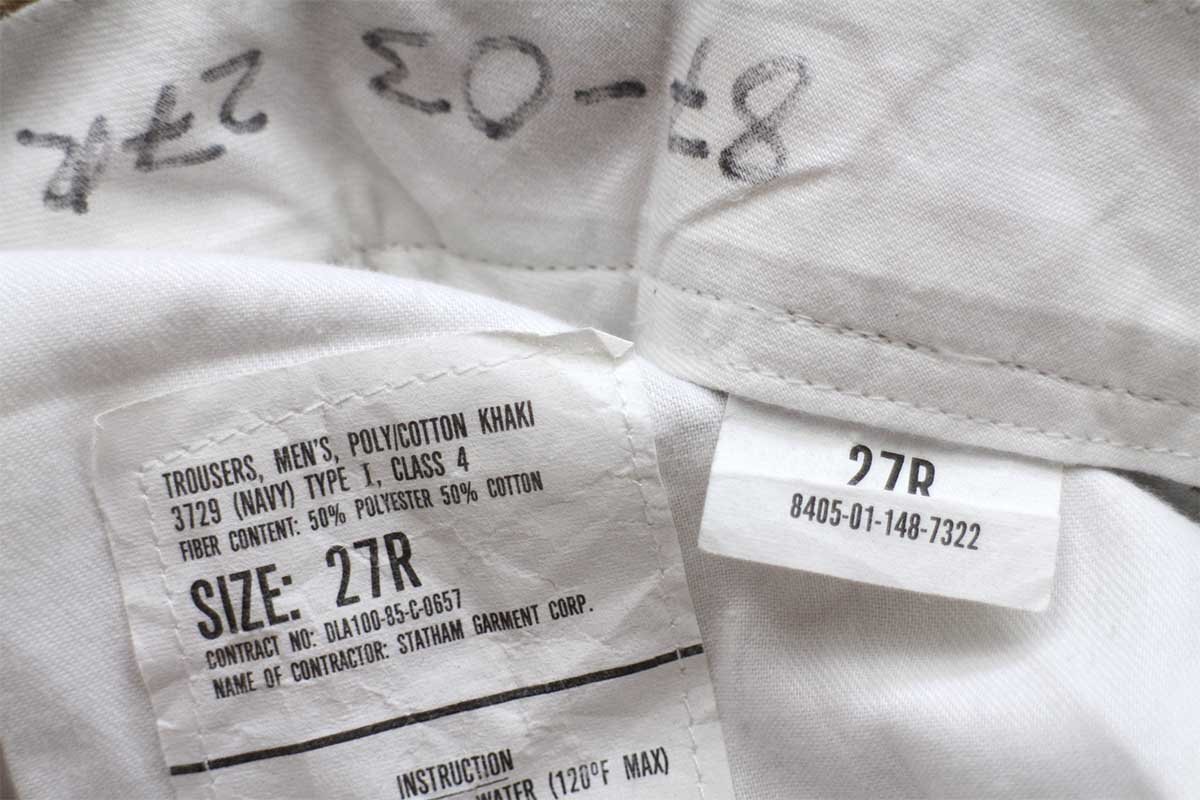 87-03 27R
TROUSERS, MEN'S, POLY/COTTON KHAKI
3729 (NAVY) TYPE I, CLASS 4
FIBER CONTENT: 50% POLYESTER 50% COTTON
SIZE: 27R
CONTRACT NO: DLA100-85-C-0657
NAME OF CONTRACTOR: STATHAM GARMENT CORP.
INSTRUCTION
WATER (120°F MAX)
27R
8405-01-148-7322